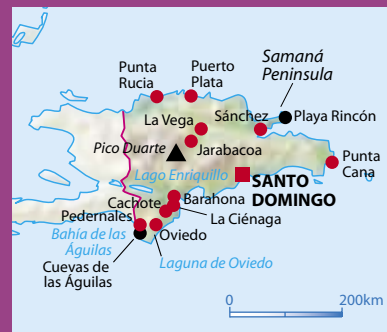 Punta
Rucia
Puerto
Plata
Samaná
Peninsula
La Vega
Sánchez
Playa Rincón
Pico Duarte
Jarabacoa
Punta
Cana
Lago Enriquillo
SANTO
DOMINGO
Cachote
Barahona
Pedernales
La Ciénaga
Bahía de las
Águilas
Oviedo
Cuevas de
las Águilas
Laguna de Oviedo
0
200km